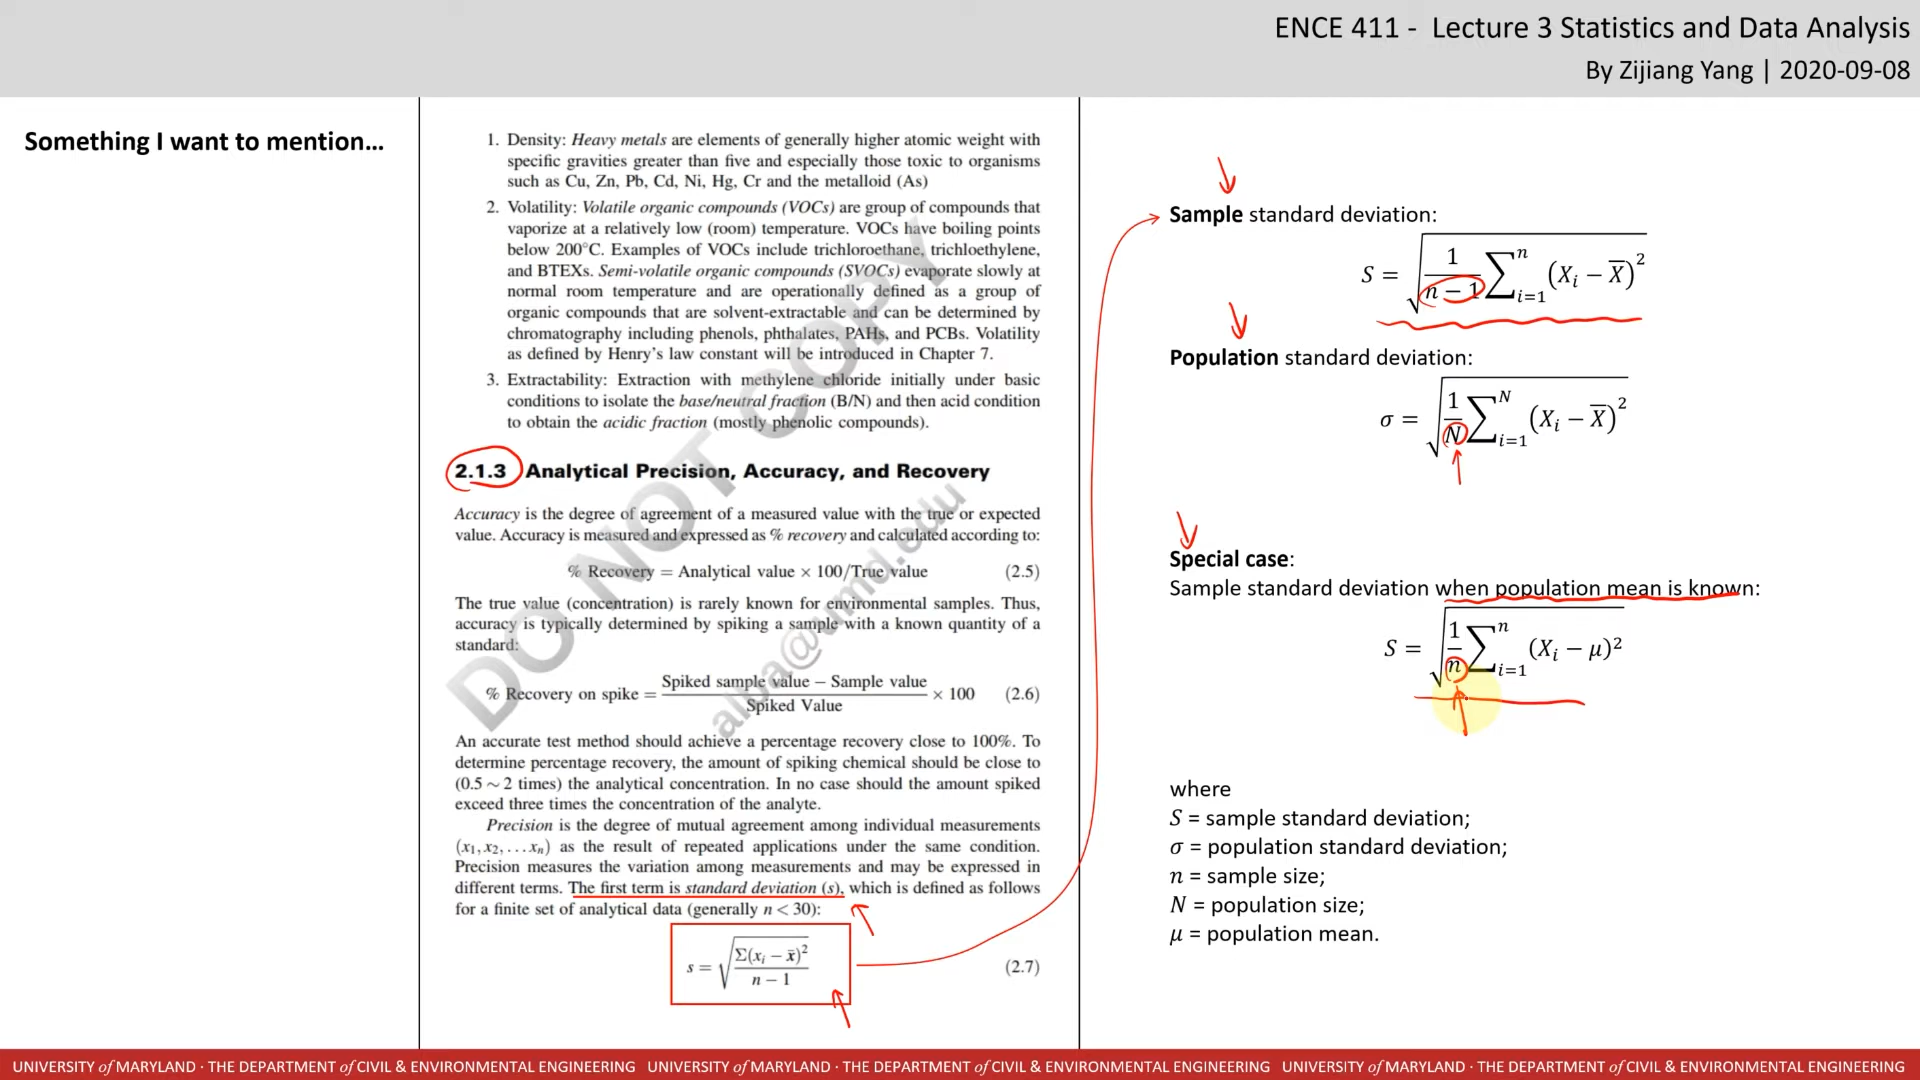 ENCE 411 - Lecture 3 Statistics and Data Analysis
By Zijiang Yang | 2020-09-08
Something I want to mention...
1. Density: Heavy metals are elements of generally higher atomic weight with
specific gravities greater than five and especially those toxic to organisms
such as Cu, Zn, Pb, Cd, Ni, Hg, Cr and the metalloid (As)
2. Volatility: Volatile organic compounds (VOCs) are group of compounds that
vaporize at a relatively low (room) temperature. VOCs have boiling points
below 200°C. Examples of VOCs include trichloroethane, trichloethylene,
and BTEXs. Semi-volatile organic compounds (SVOCs) evaporate slowly at
normal room temperature and are operationally defined as a group of
organic compounds that are solvent-extractable and can be determined by
chromatography including phenols, phthalates, PAHs, and PCBs. Volatility
as defined by Henry's law constant will be introduced in Chapter 7.
3. Extractability: Extraction with methylene chloride initially under basic
conditions to isolate the base/neutral fraction (B/N) and then acid condition
to obtain the acidic fraction (mostly phenolic compounds).
2.1.3 Analytical Precision, Accuracy, and Recovery
Accuracy is the degree of agreement of a measured value with the true or expected
value. Accuracy is measured and expressed as % recovery and calculated according to:
% Recovery = Analytical value × 100/True value (2.5)
The true value (concentration) is rarely known for environmental samples. Thus,
accuracy is typically determined by spiking a sample with a known quantity of a
standard:
% Recovery on spike = (Spiked sample value − Sample value) / Spiked Value × 100 (2.6)
An accurate test method should achieve a percentage recovery close to 100%. To
determine percentage recovery, the amount of spiking chemical should be close to
(0.5 ~ 2 times) the analytical concentration. In no case should the amount spiked
exceed three times the concentration of the analyte.
Precision is the degree of mutual agreement among individual measurements
(x₁, x₂, . . . xₙ) as the result of repeated applications under the same condition.
Precision measures the variation among measurements and may be expressed in
different terms. The first term is standard deviation (s), which is defined as follows
for a finite set of analytical data (generally n < 30):
s = √(Σ(xᵢ − x̄)² / (n − 1)) (2.7)
DO NOT COPY
alba@umd.edu
Sample standard deviation:
S = √(1/(n − 1) ∑ᵢ₌₁ⁿ (Xᵢ − X̄)²)
Population standard deviation:
σ = √(1/N ∑ᵢ₌₁ᴺ (Xᵢ − X̄)²)
Special case:
Sample standard deviation when population mean is known:
S = √(1/n ∑ᵢ₌₁ⁿ (Xᵢ − μ)²)
where
S = sample standard deviation;
σ = population standard deviation;
n = sample size;
N = population size;
μ = population mean.
UNIVERSITY of MARYLAND · THE DEPARTMENT of CIVIL & ENVIRONMENTAL ENGINEERING UNIVERSITY of MARYLAND · THE DEPARTMENT of CIVIL & ENVIRONMENTAL ENGINEERING UNIVERSITY of MARYLAND · THE DEPARTMENT of CIVIL & ENVIRONMENTAL ENGINEERING